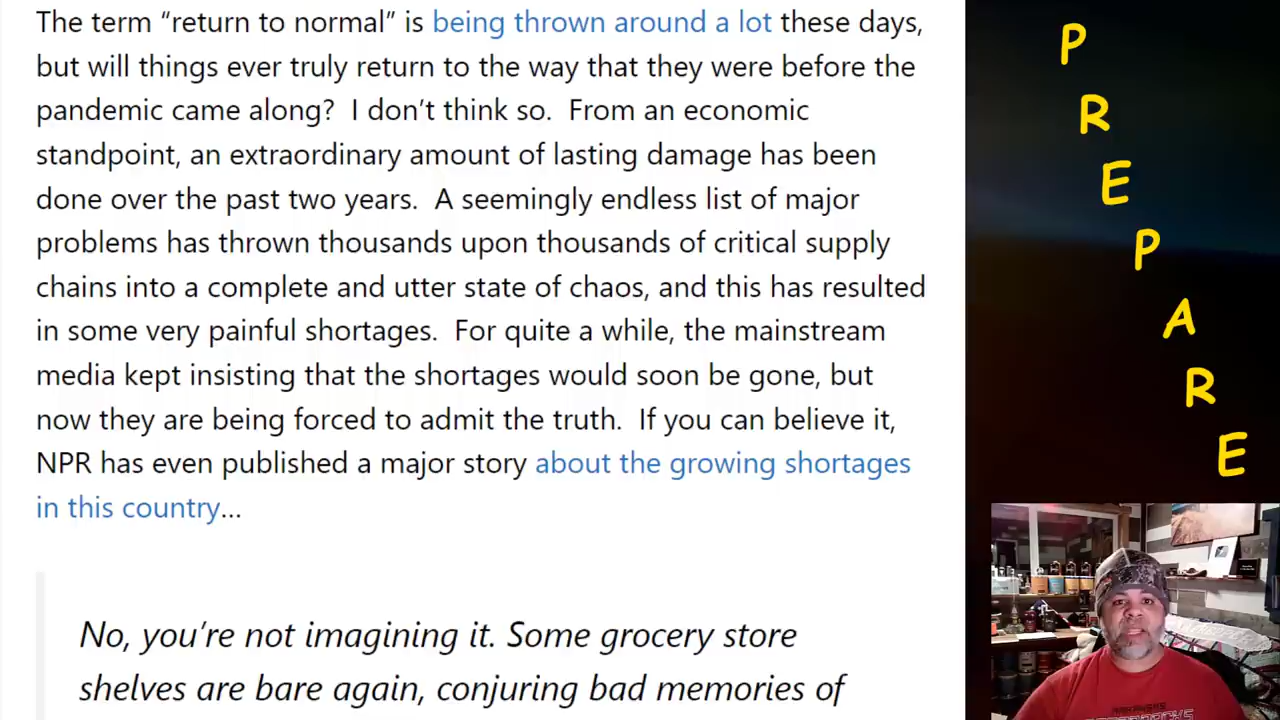 The term “return to normal” is being thrown around a lot these days,
but will things ever truly return to the way that they were before the
pandemic came along?  I don’t think so.  From an economic
standpoint, an extraordinary amount of lasting damage has been
done over the past two years.  A seemingly endless list of major
problems has thrown thousands upon thousands of critical supply
chains into a complete and utter state of chaos, and this has resulted
in some very painful shortages.  For quite a while, the mainstream
media kept insisting that the shortages would soon be gone, but
now they are being forced to admit the truth.  If you can believe it,
NPR has even published a major story about the growing shortages
in this country…
No, you’re not imagining it. Some grocery store
shelves are bare again, conjuring bad memories of
P
R
E
P
A
R
E